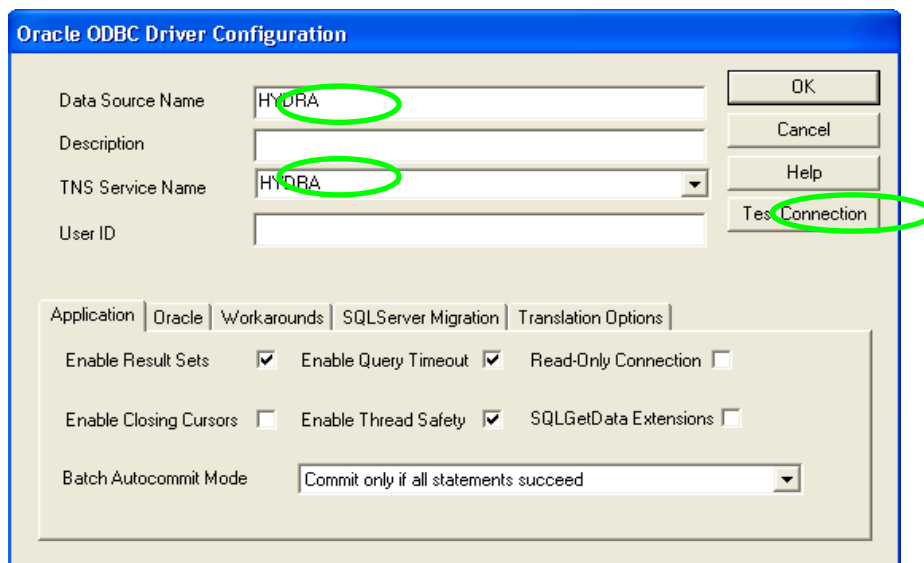 Oracle ODBC Driver Configuration
Data Source Name HYDRA
OK
Description
Cancel
TNS Service Name HYDRA
Help
User ID
Test Connection
Application Oracle Workarounds SQLServer Migration Translation Options
Enable Result Sets Enable Query Timeout Read-Only Connection
Enable Closing Cursors Enable Thread Safety SQLGetData Extensions
Batch Autocommit Mode Commit only if all statements succeed